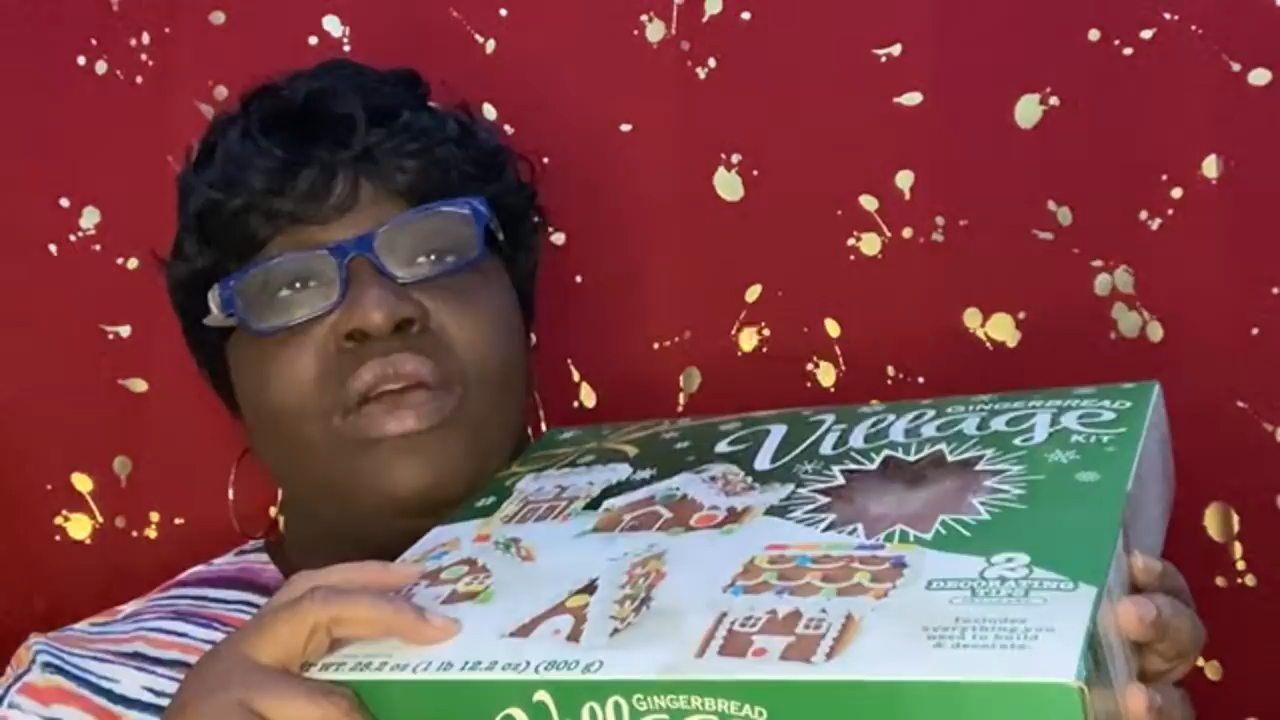 GINGERBREAD
Village
KIT
2
DECORATING
TIPS
Includes
everything you
need to build
& decorate.
WT. 28.2 oz (1 lb 12.2 oz) (800 g)
Village GINGERBREAD